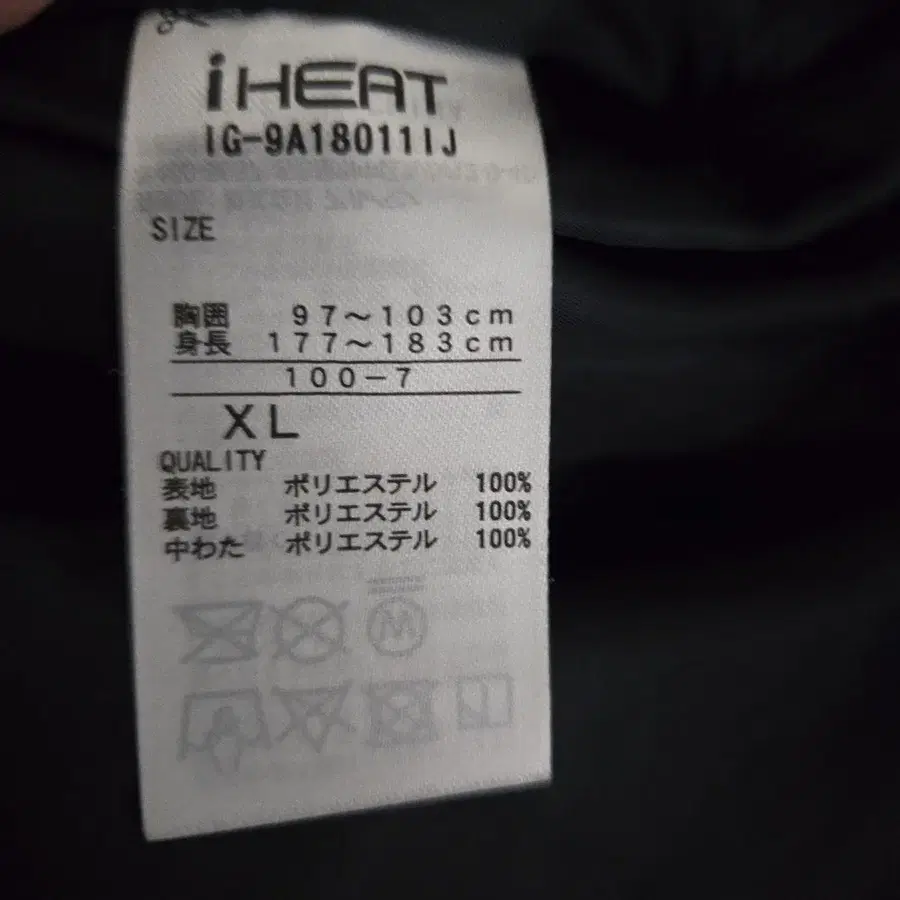 iHEAT
IG-9A18011IJ
SIZE
胸囲 97～103cm
身長 177～183cm
100-7
XL
QUALITY
表地 ポリエステル 100%
裏地 ポリエステル 100%
中わた ポリエステル 100%